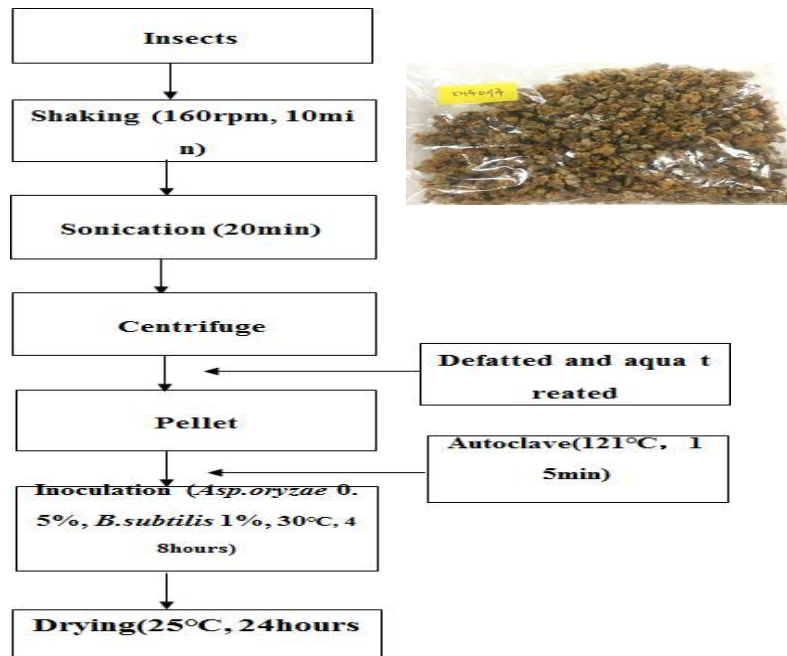 Insects
Shaking (160rpm, 10mi
n)
Sonication (20min)
Centrifuge
Defatted and aqua t
reated
Pellet
Autoclave(121°C, 1
5min)
Inoculation (Asp.oryzae 0.
5%, B.subtilis 1%, 30°C, 4
8hours)
Drying(25°C, 24hours